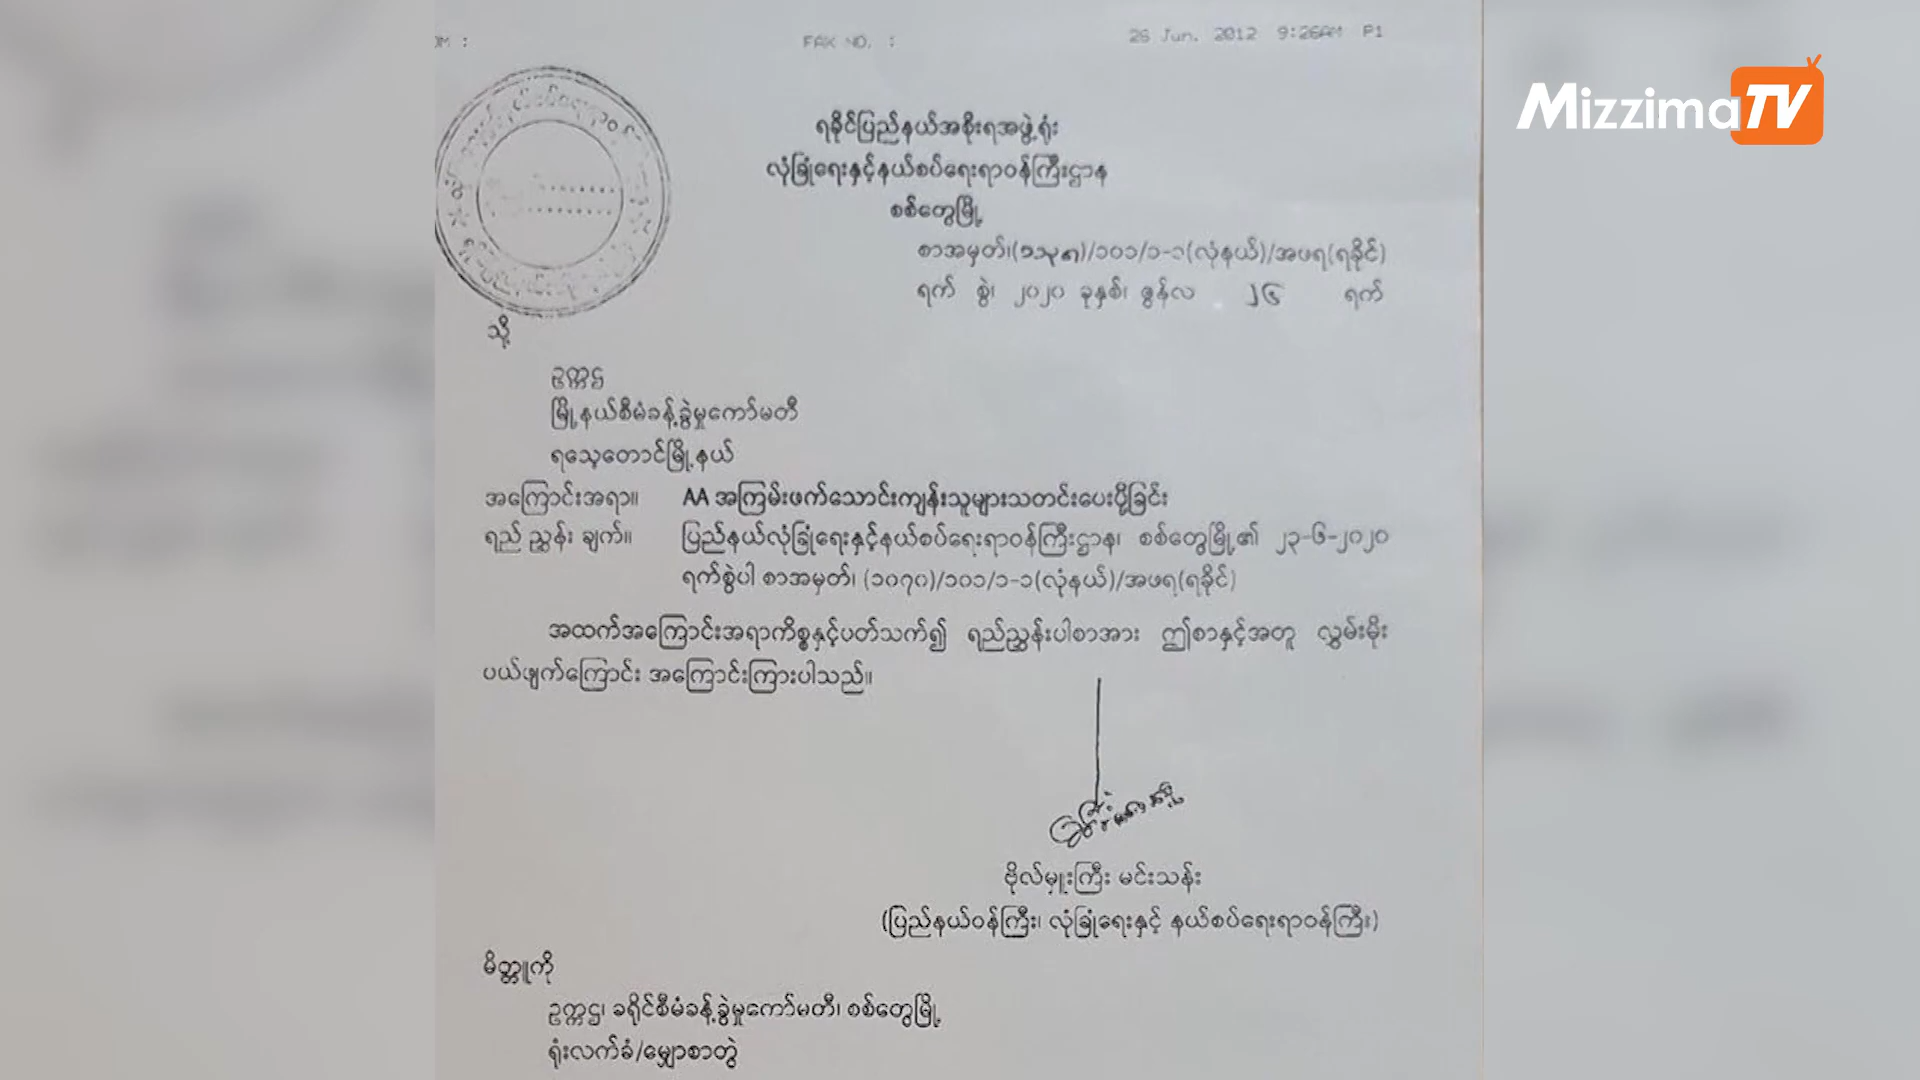 OM :
FAX NO. :
26 Jun. 2012 9:26AM P1
Mizzima TV
ရခိုင်ပြည်နယ်အစိုးရအဖွဲ့ရုံး
လုံခြုံရေးနှင့်နယ်စပ်ရေးရာဝန်ကြီးဌာန
စစ်တွေမြို့
စာအမှတ်၊ /၁၀၁/၁-၁(လုံနယ်)/အဖရ(ရခိုင်)
ရက် စွဲ၊ ၂၀၂၀ ခုနှစ်၊ ဇွန်လ ၂၆ ရက်
သို့
ဥက္ကဌ
မြို့နယ်စီမံခန့်ခွဲမှုကော်မတီ
ရသေ့တောင်မြို့နယ်
အကြောင်းအရာ။ AA အကြမ်းဖက်သောင်းကျန်းသူများသတင်းပေးပို့ခြင်း
ရည် ညွှန်း ချက်။ ပြည်နယ်လုံခြုံရေးနှင့်နယ်စပ်ရေးရာဝန်ကြီးဌာန၊ စစ်တွေမြို့၏ ၂၃-၆-၂၀၂၀
ရက်စွဲပါ စာအမှတ်၊ (၁၀၇၀)/၁၀၁/၁-၁(လုံနယ်)/အဖရ(ရခိုင်)
အထက်အကြောင်းအရာကိစ္စနှင့်ပတ်သက်၍ ရည်ညွှန်းပါစာအား ဤစာနှင့်အတူ လွှမ်းမိုး
ပယ်ဖျက်ကြောင်း အကြောင်းကြားပါသည်။
ဗိုလ်မှူးကြီး မင်းသန်း
(ပြည်နယ်ဝန်ကြီး၊ လုံခြုံရေးနှင့် နယ်စပ်ရေးရာဝန်ကြီး)
မိတ္တူကို
ဥက္ကဌ၊ ခရိုင်စီမံခန့်ခွဲမှုကော်မတီ၊ စစ်တွေမြို့
ရုံးလက်ခံ/မျှောစာတွဲ